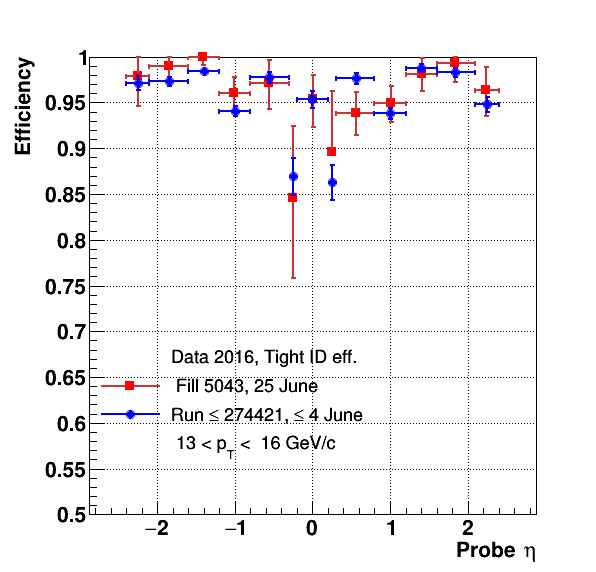 Efficiency
1
0.95
0.9
0.85
0.8
0.75
0.7
0.65
0.6
0.55
0.5
Data 2016, Tight ID eff.
Fill 5043, 25 June
Run ≤ 274421, ≤ 4 June
13 < p_T < 16 GeV/c
−2 −1 0 1 2
Probe η